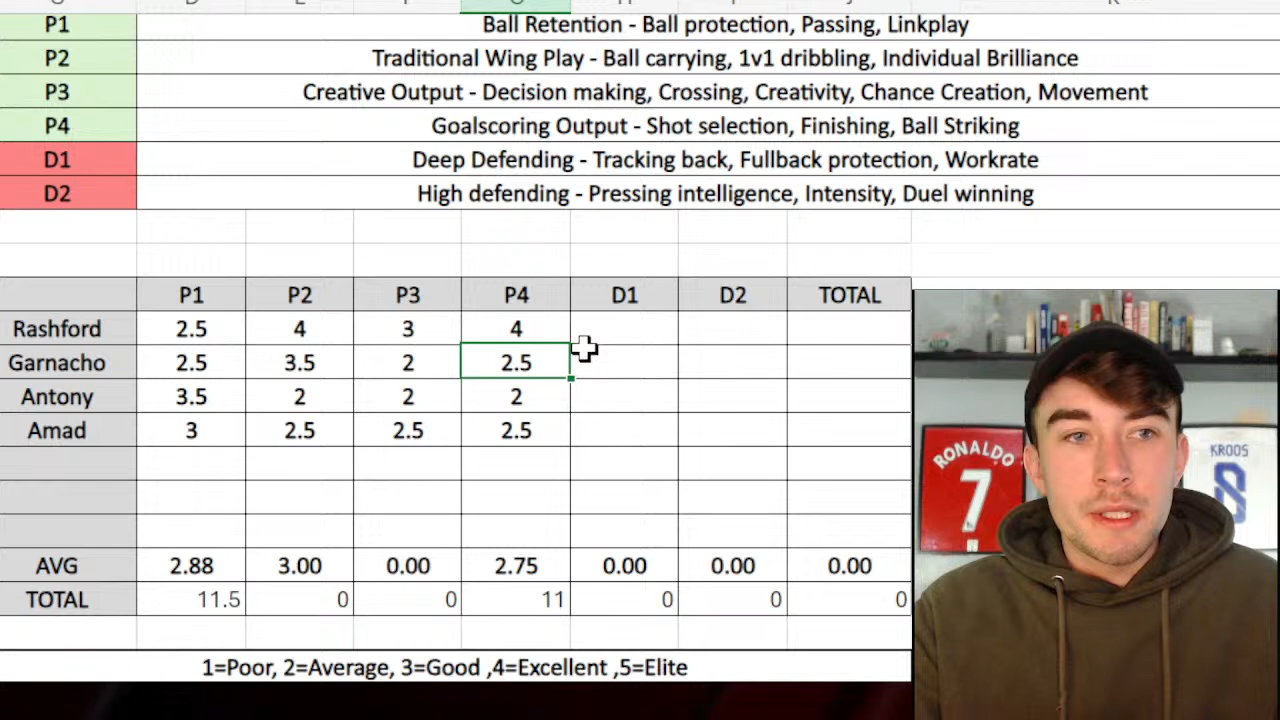 P1 Ball Retention - Ball protection, Passing, Linkplay
P2 Traditional Wing Play - Ball carrying, 1v1 dribbling, Individual Brilliance
P3 Creative Output - Decision making, Crossing, Creativity, Chance Creation, Movement
P4 Goalscoring Output - Shot selection, Finishing, Ball Striking
D1 Deep Defending - Tracking back, Fullback protection, Workrate
D2 High defending - Pressing intelligence, Intensity, Duel winning
P1 P2 P3 P4 D1 D2 TOTAL
Rashford 2.5 4 3 4
Garnacho 2.5 3.5 2 2.5
Antony 3.5 2 2 2
Amad 3 2.5 2.5 2.5
AVG 2.88 3.00 0.00 2.75 0.00 0.00 0.00
TOTAL 11.5 0 0 11 0 0 0
1=Poor, 2=Average, 3=Good ,4=Excellent ,5=Elite
RONALDO
7
KROOS
8